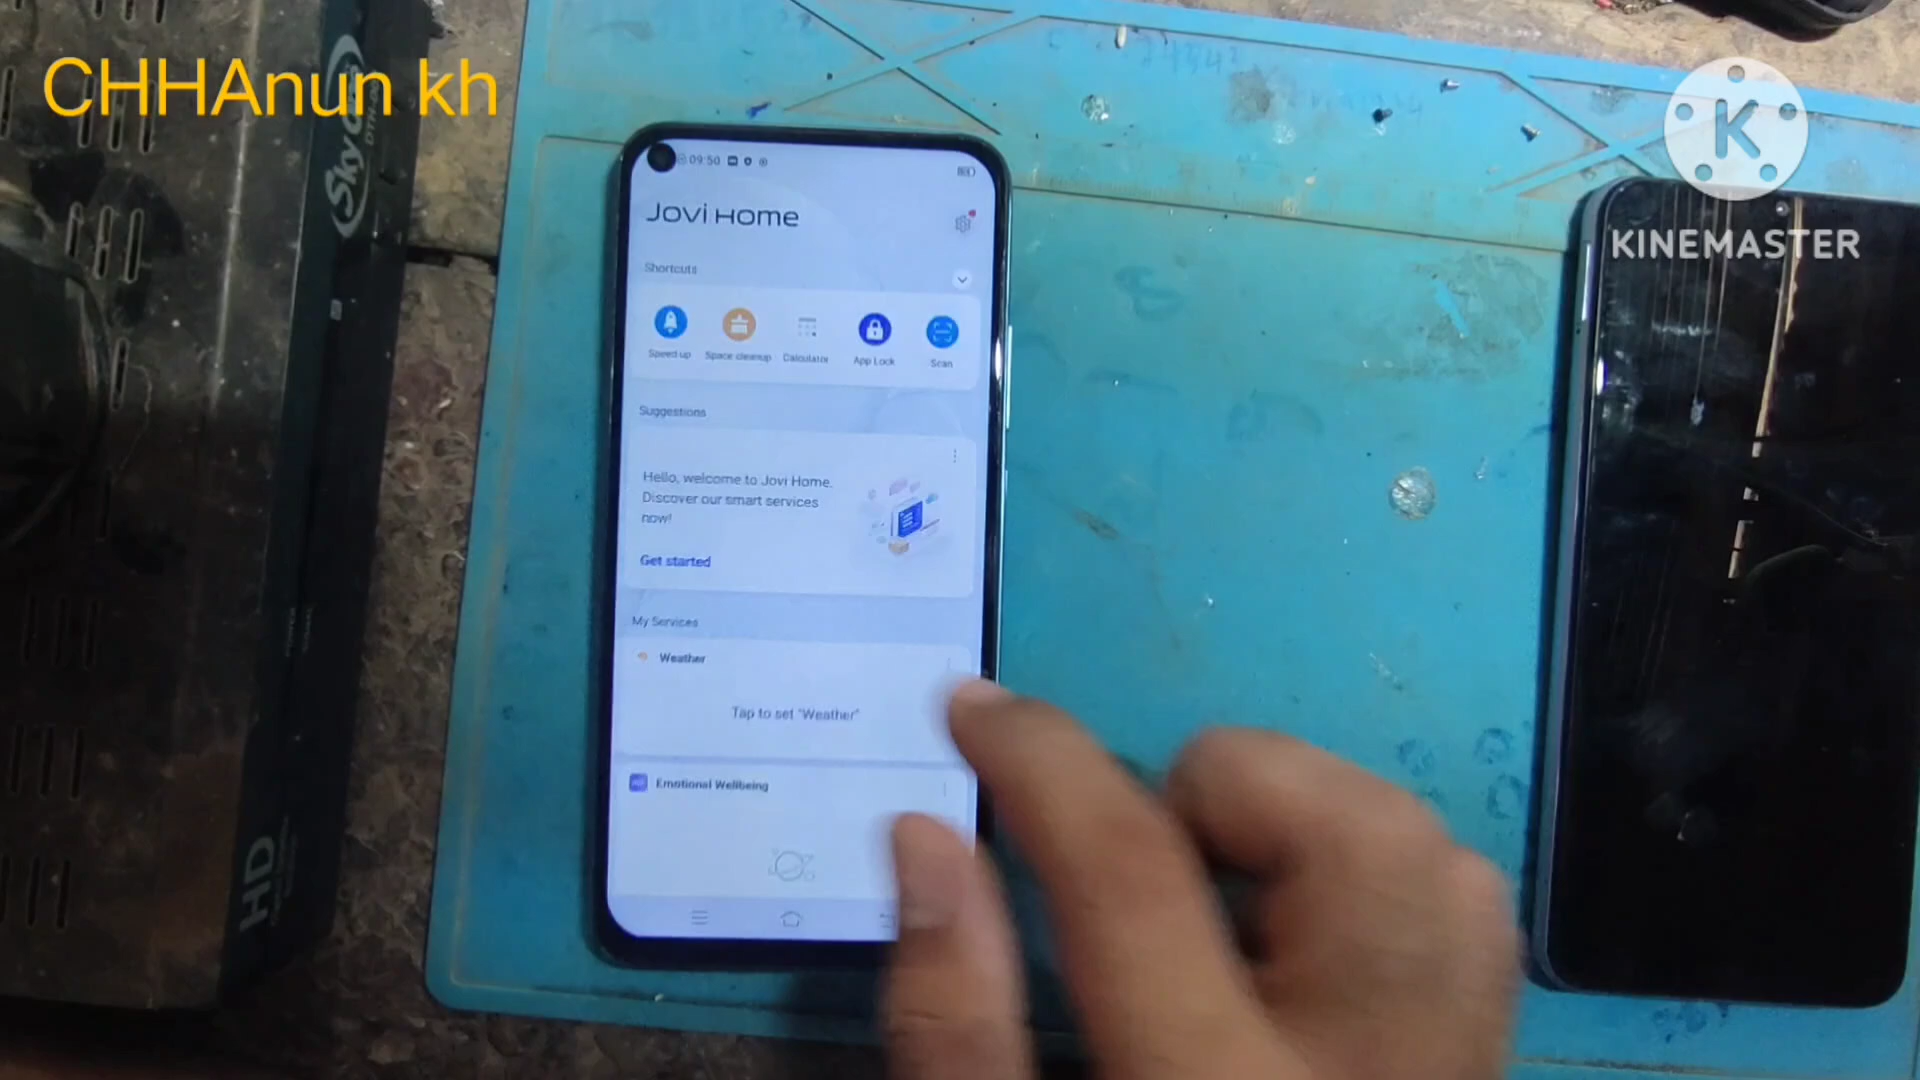 CHHAnun kh
KINEMASTER
SKY
HD
09:50
Jovi Home
Shortcuts
Speed up
Space cleanup
Calculator
App Lock
Scan
Suggestions
Hello, welcome to Jovi Home.
Discover our smart services
now!
Get started
My Services
Weather
Tap to set "Weather"
Emotional Wellbeing